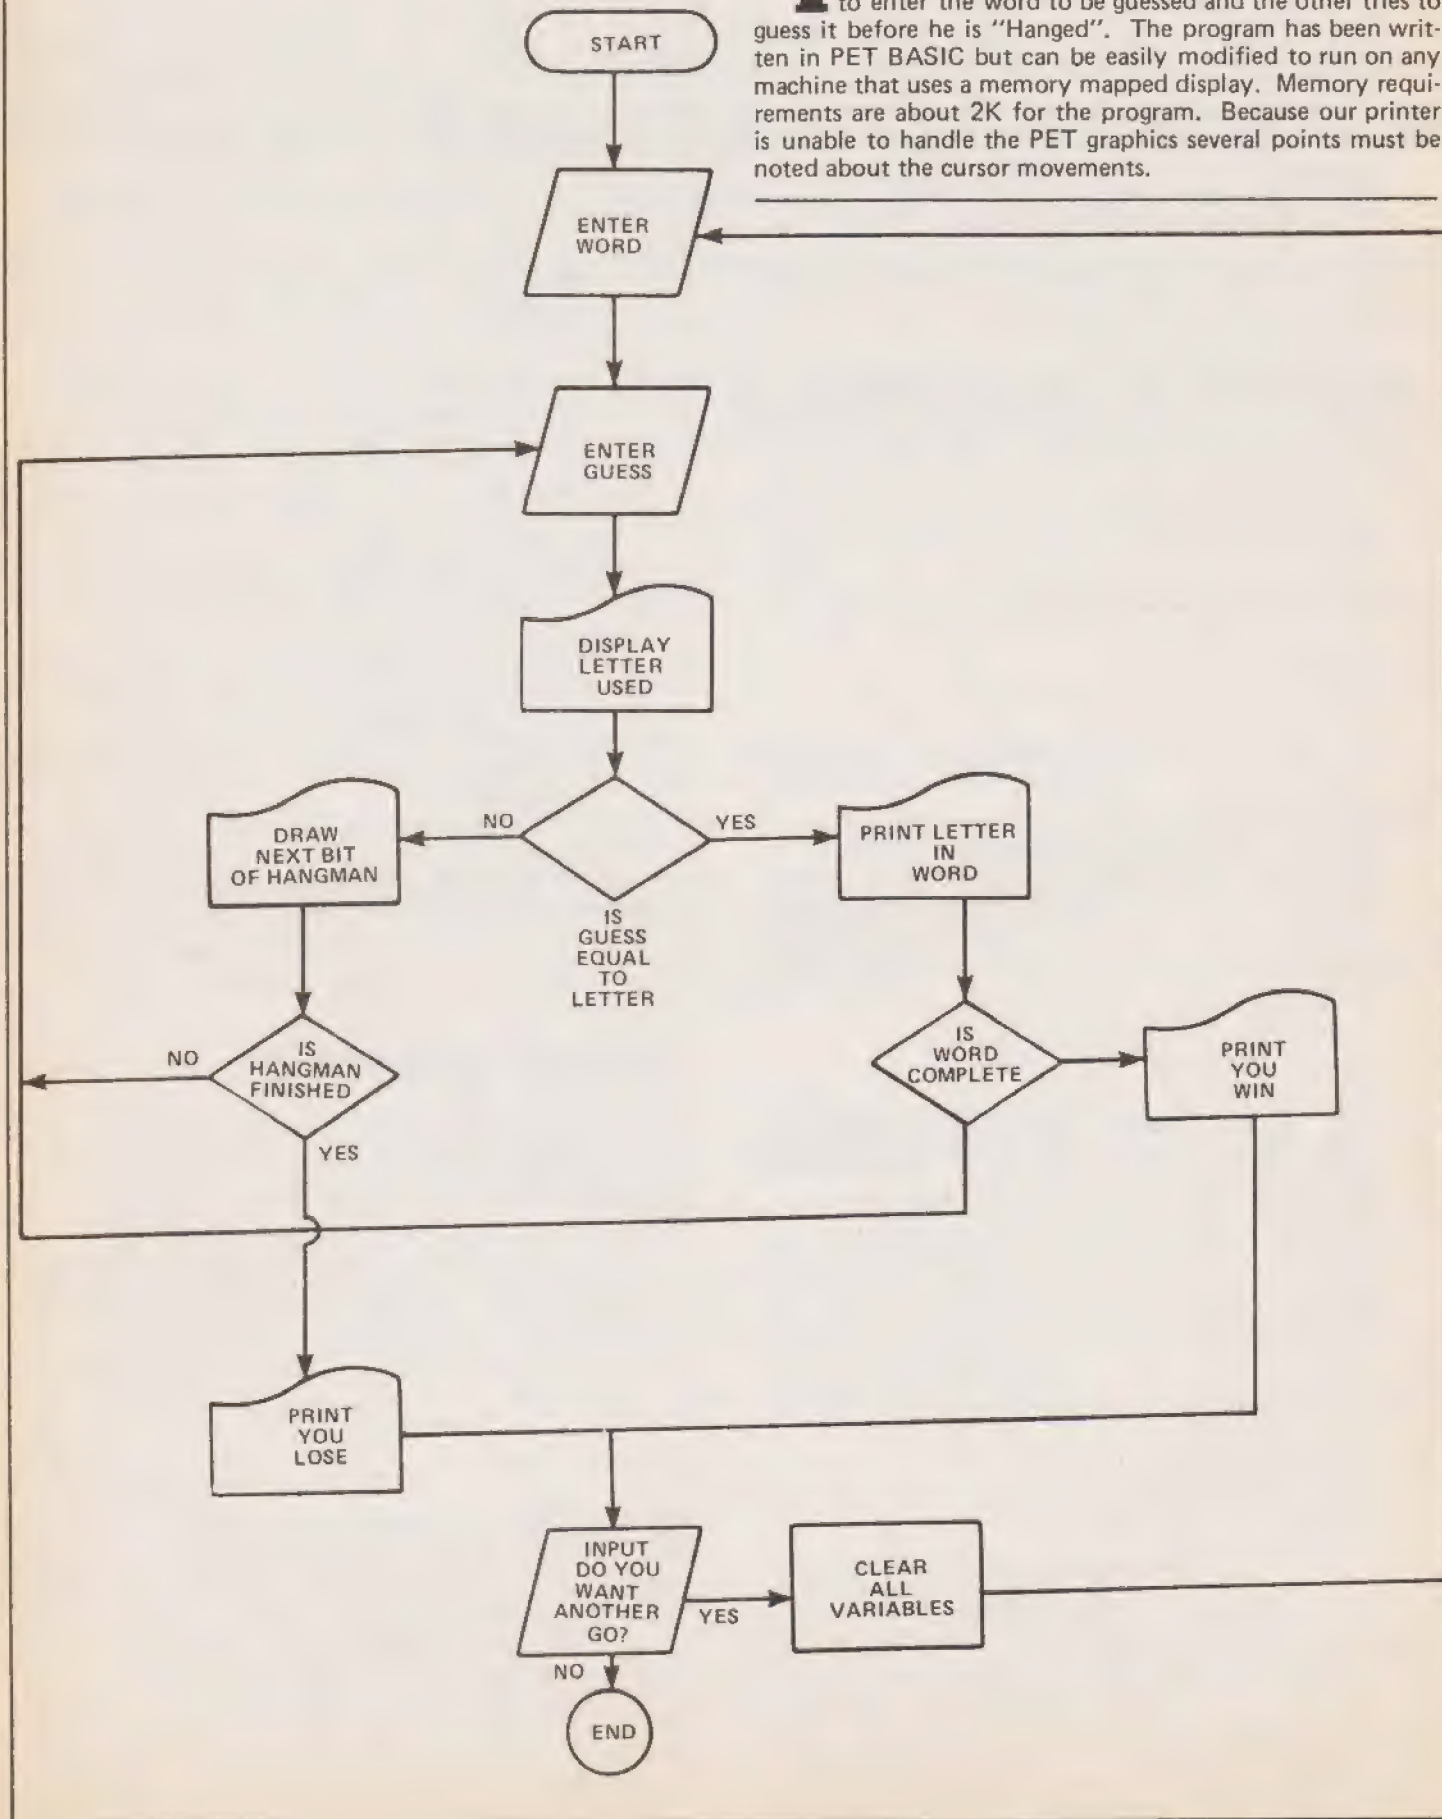 to enter the word to be guessed and the other tries to
guess it before he is "Hanged". The program has been writ-
ten in PET BASIC but can be easily modified to run on any
machine that uses a memory mapped display. Memory requi-
rements are about 2K for the program. Because our printer
is unable to handle the PET graphics several points must be
noted about the cursor movements.
START
ENTER
WORD
ENTER
GUESS
DISPLAY
LETTER
USED
NO
YES
DRAW
NEXT BIT
OF HANGMAN
PRINT LETTER
IN
WORD
IS
GUESS
EQUAL
TO
LETTER
NO
IS
HANGMAN
FINISHED
YES
IS
WORD
COMPLETE
PRINT
YOU
WIN
PRINT
YOU
LOSE
INPUT
DO YOU
WANT
ANOTHER
GO?
YES
CLEAR
ALL
VARIABLES
NO
END